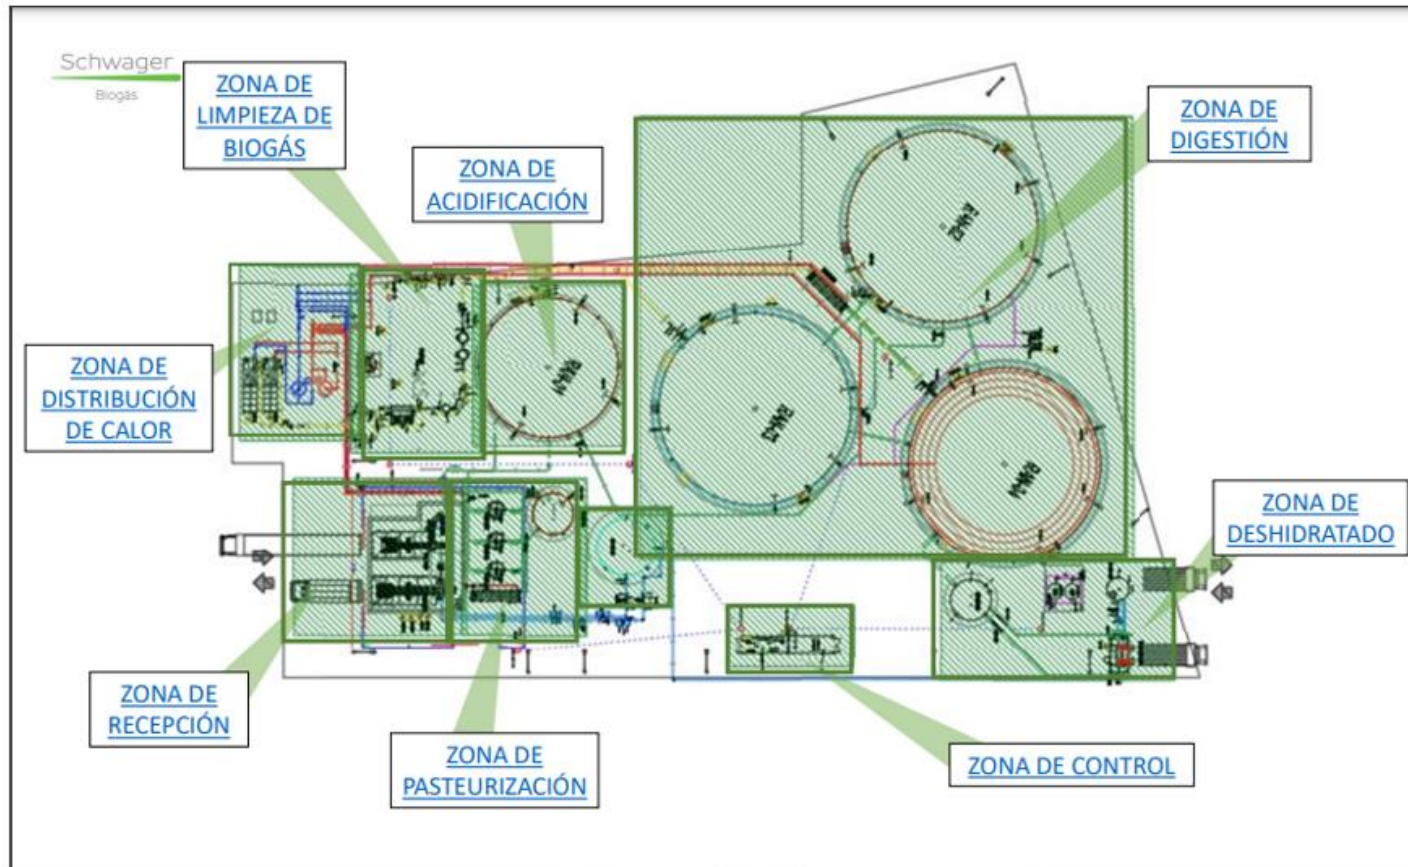 Schwager
Biogás
ZONA DE
LIMPIEZA DE
BIOGÁS
ZONA DE
ACIDIFICACIÓN
ZONA DE
DIGESTIÓN
ZONA DE
DISTRIBUCIÓN
DE CALOR
ZONA DE
DESHIDRATADO
ZONA DE
RECEPCIÓN
ZONA DE
PASTEURIZACIÓN
ZONA DE CONTROL